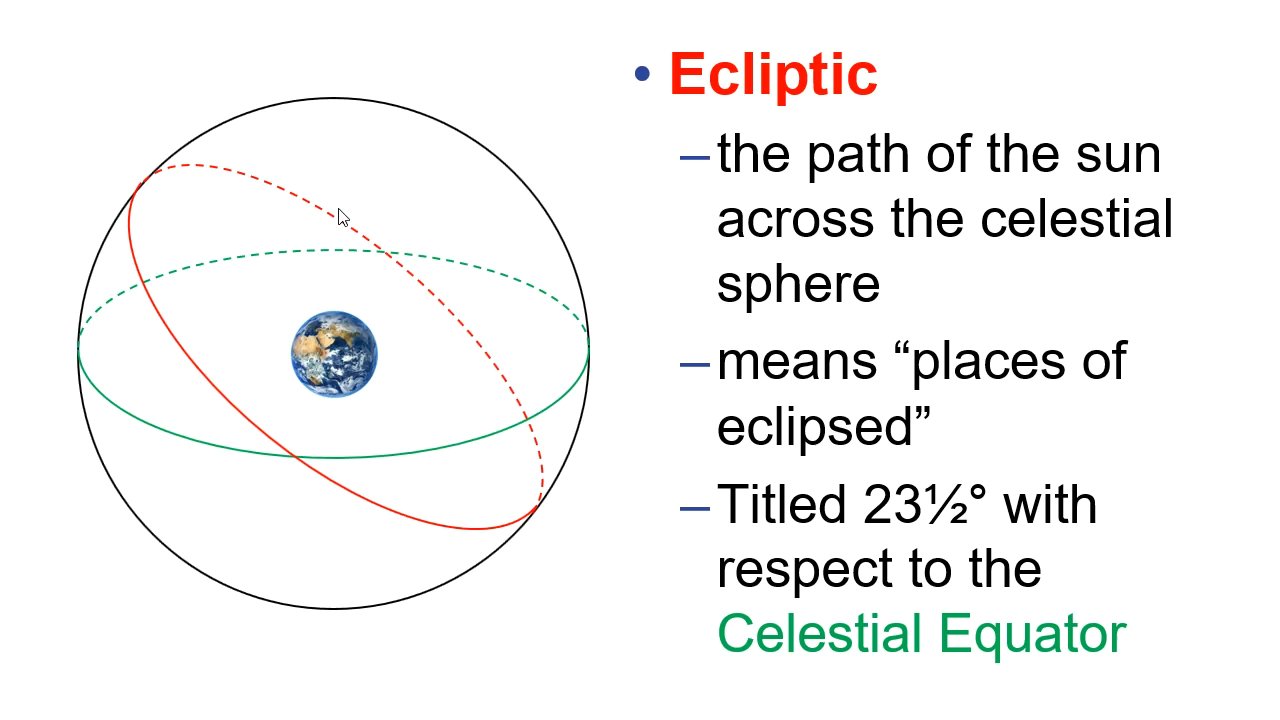 • Ecliptic
–the path of the sun
across the celestial
sphere
–means “places of
eclipsed”
–Titled 23½° with
respect to the
Celestial Equator